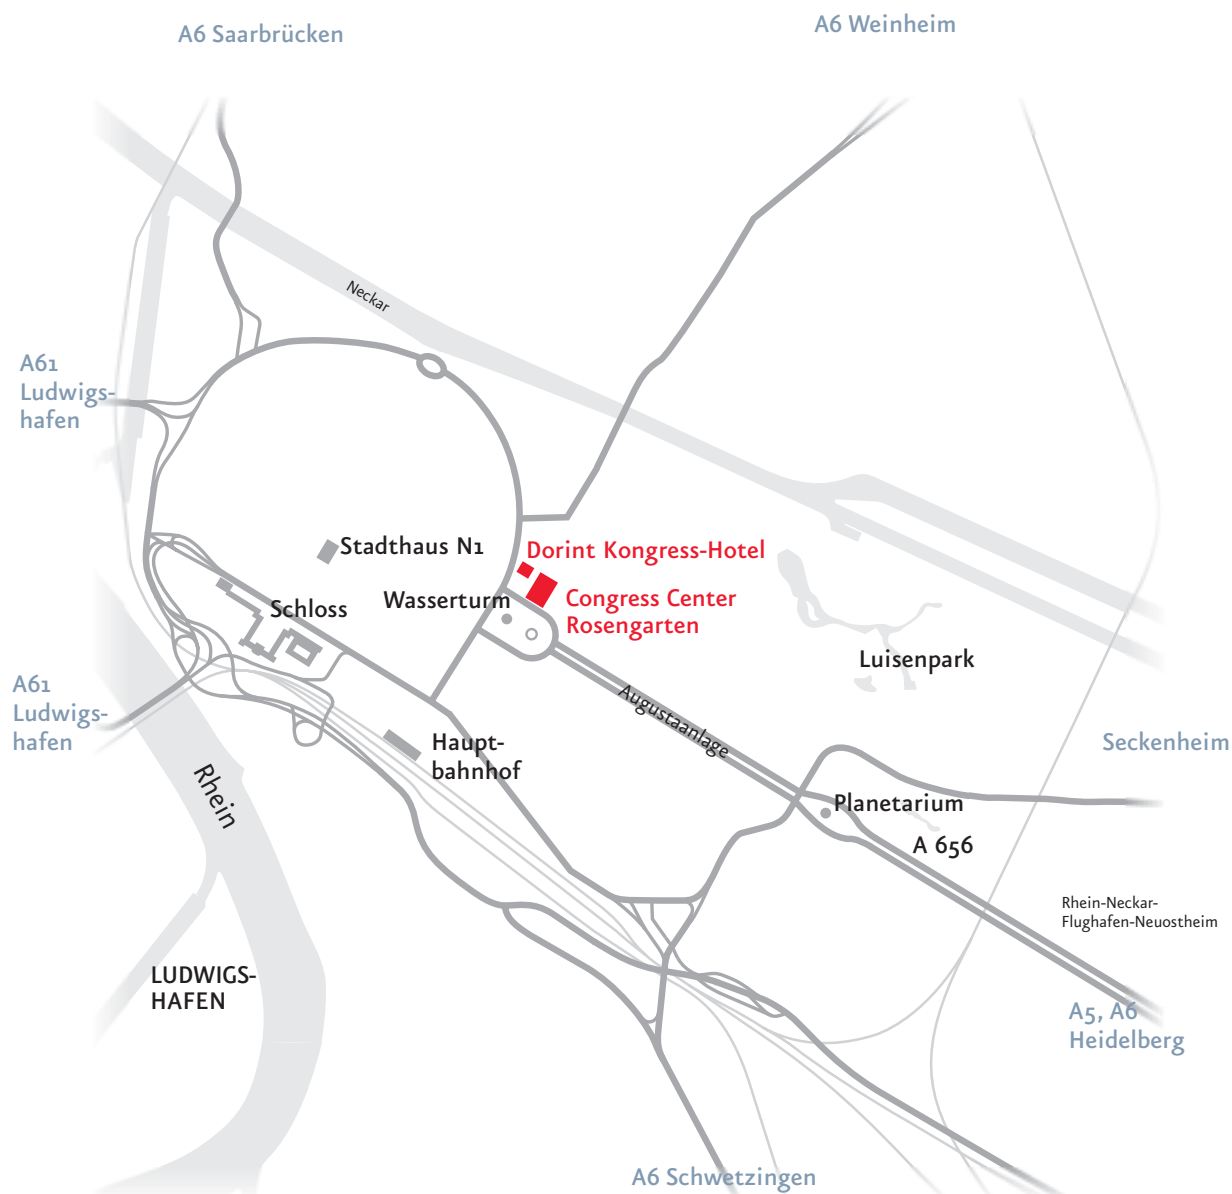 A6 Saarbrücken
A6 Weinheim
Neckar
A61
Ludwigs-
hafen
Stadthaus N1
Dorint Kongress-Hotel
Schloss
Wasserturm
Congress Center
Rosengarten
Luisenpark
A61
Ludwigs-
hafen
Augustaanlage
Haupt-
bahnhof
Seckenheim
Rhein
Planetarium
A 656
Rhein-Neckar-
Flughafen-Neuostheim
LUDWIGS-
HAFEN
A5, A6
Heidelberg
A6 Schwetzingen